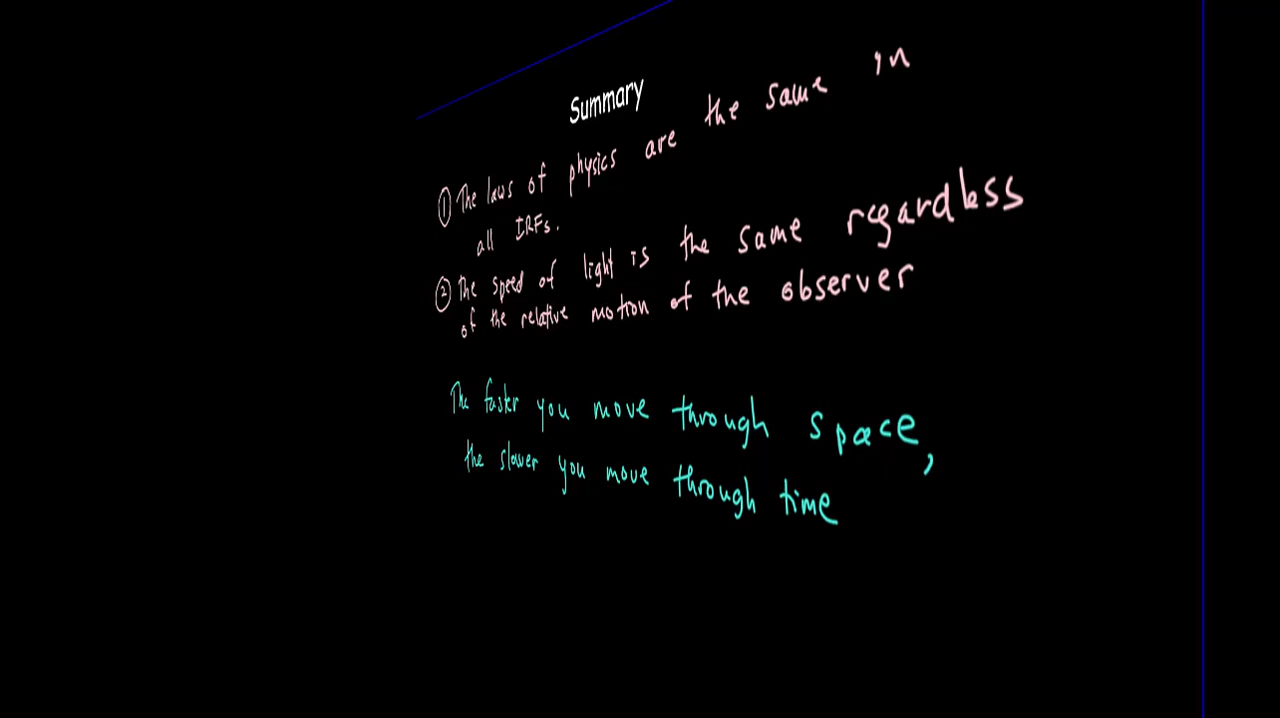 Summary
① The laws of physics are the same in
all IRFs.
② The speed of light is the same regardless
of the relative motion of the observer
The faster you move through space,
the slower you move through time